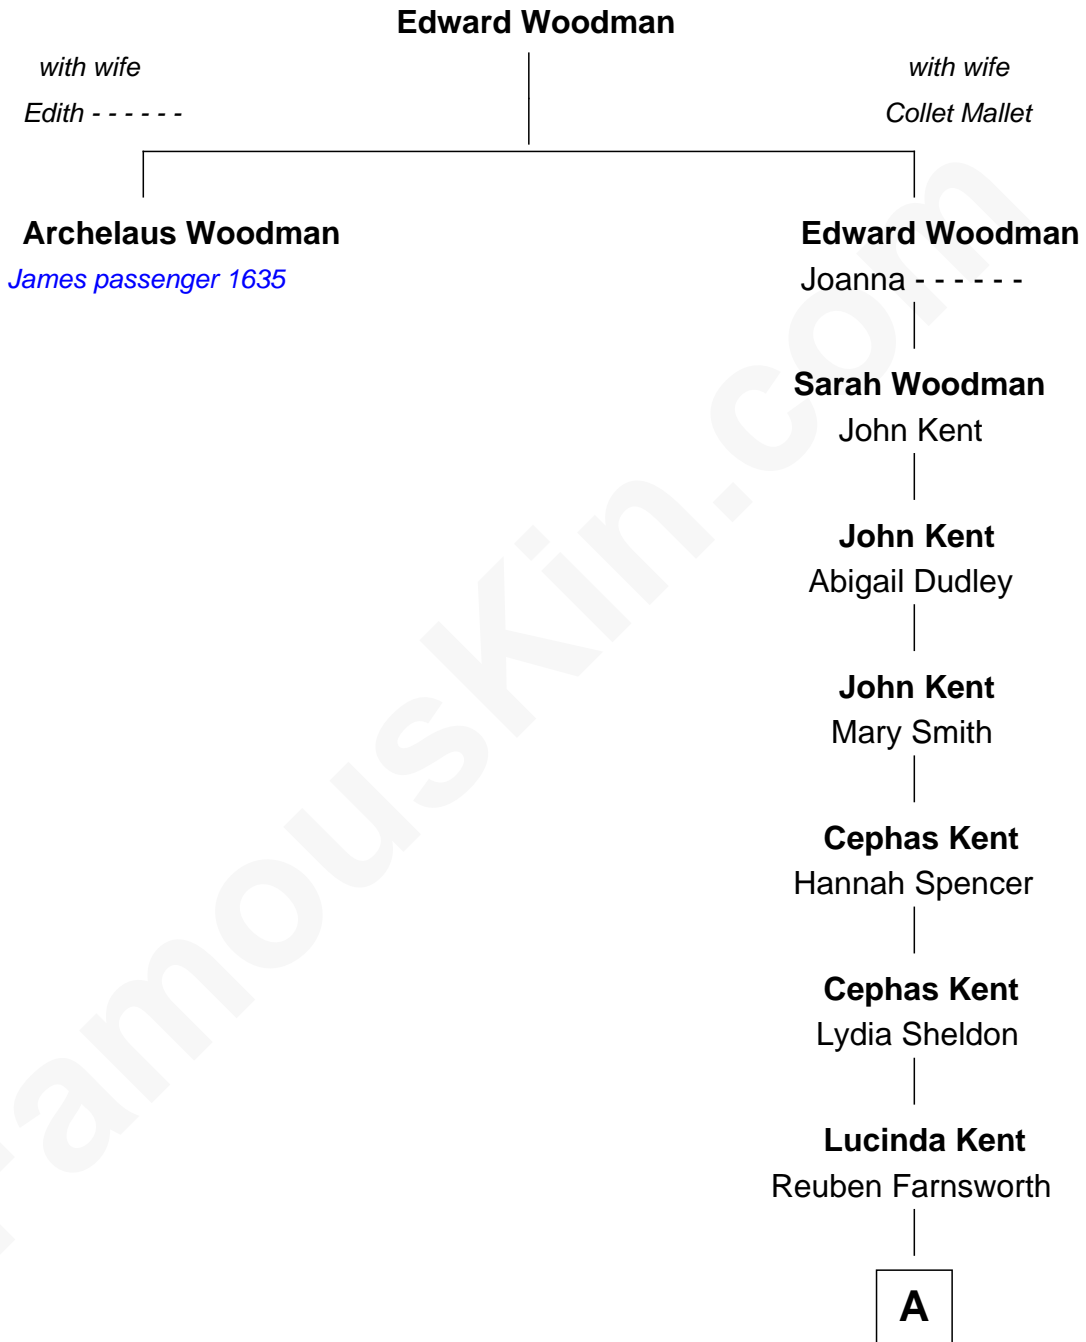 Edward Woodman
with wife
Edith - - - - - -
with wife
Collet Mallet
Archelaus Woodman
James passenger 1635
Edward Woodman
Joanna - - - - - -
Sarah Woodman
John Kent
John Kent
Abigail Dudley
John Kent
Mary Smith
Cephas Kent
Hannah Spencer
Cephas Kent
Lydia Sheldon
Lucinda Kent
Reuben Farnsworth
A
FamousKin.com